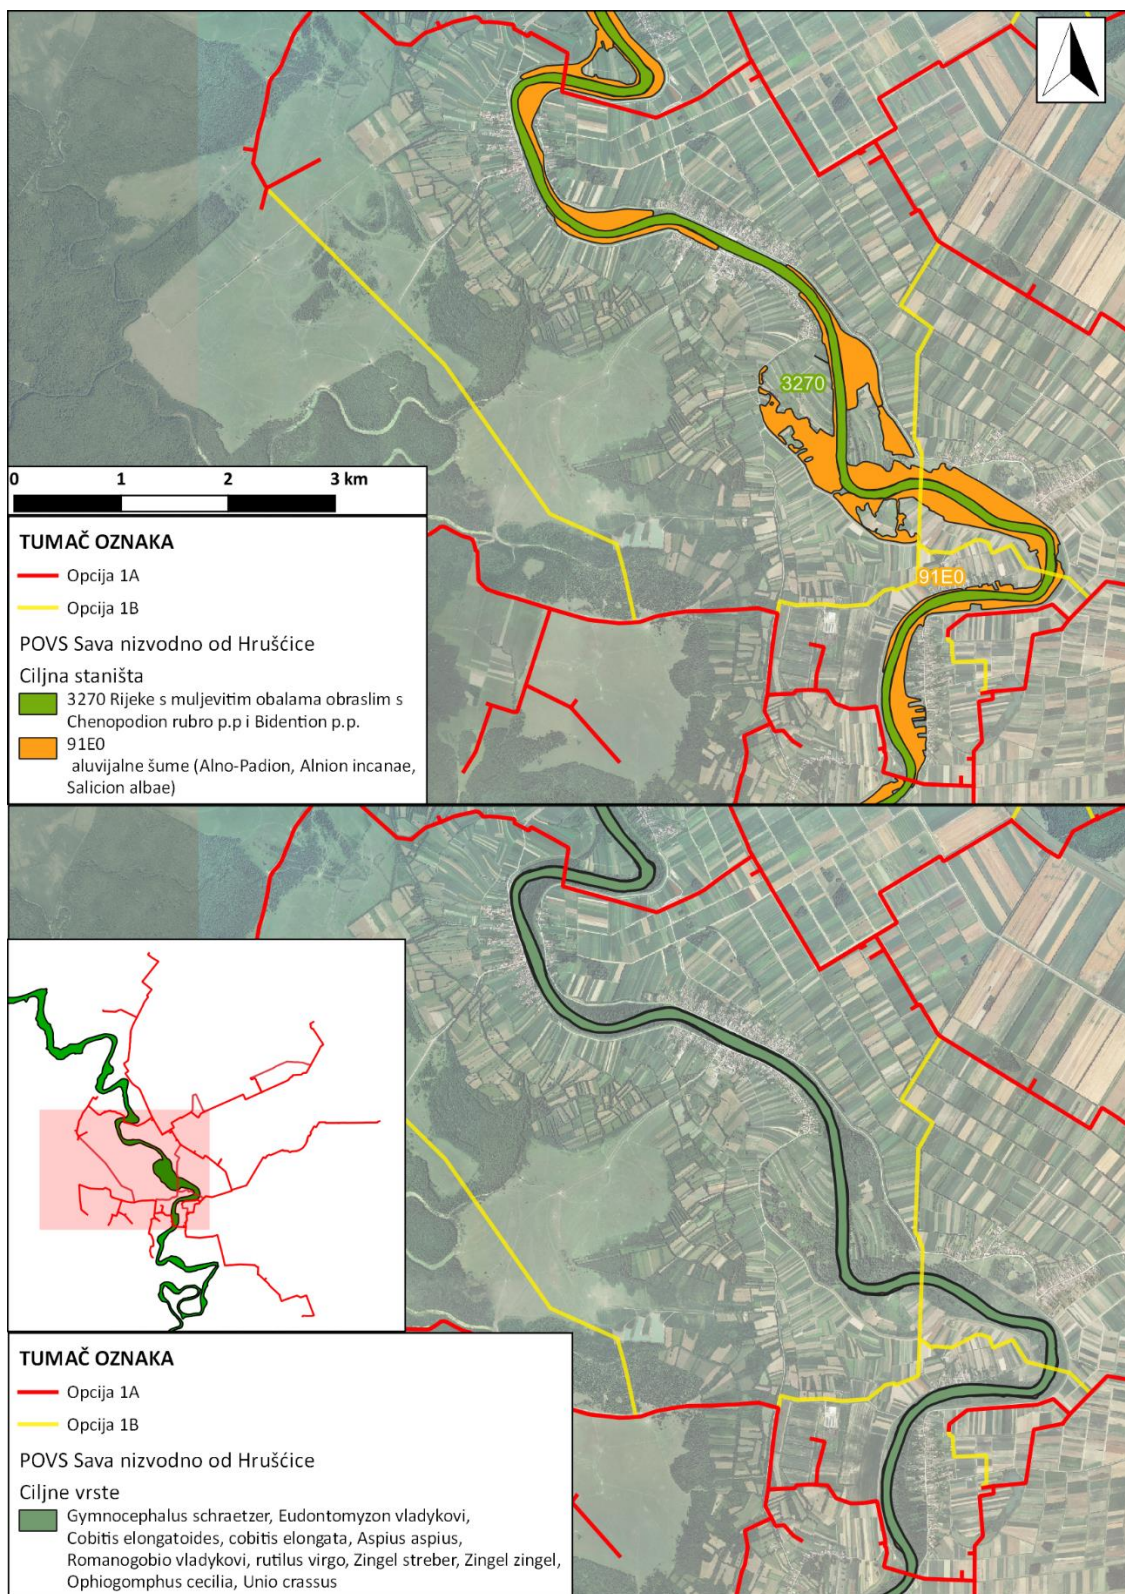 3270
91E0
0 1 2 3 km
TUMAČ OZNAKA
Opcija 1A
Opcija 1B
POVS Sava nizvodno od Hrušćice
Ciljna staništa
3270 Rijeke s muljevitim obalama obraslim s
Chenopodion rubro p.p i Bidention p.p.
91E0
aluvijalne šume (Alno-Padion, Alnion incanae,
Salicion albae)
TUMAČ OZNAKA
Opcija 1A
Opcija 1B
POVS Sava nizvodno od Hrušćice
Ciljne vrste
Gymnocephalus schraetzer, Eudontomyzon vladykovi,
Cobitis elongatoides, cobitis elongata, Aspius aspius,
Romanogobio vladykovi, rutilus virgo, Zingel streber, Zingel zingel,
Ophiogomphus cecilia, Unio crassus